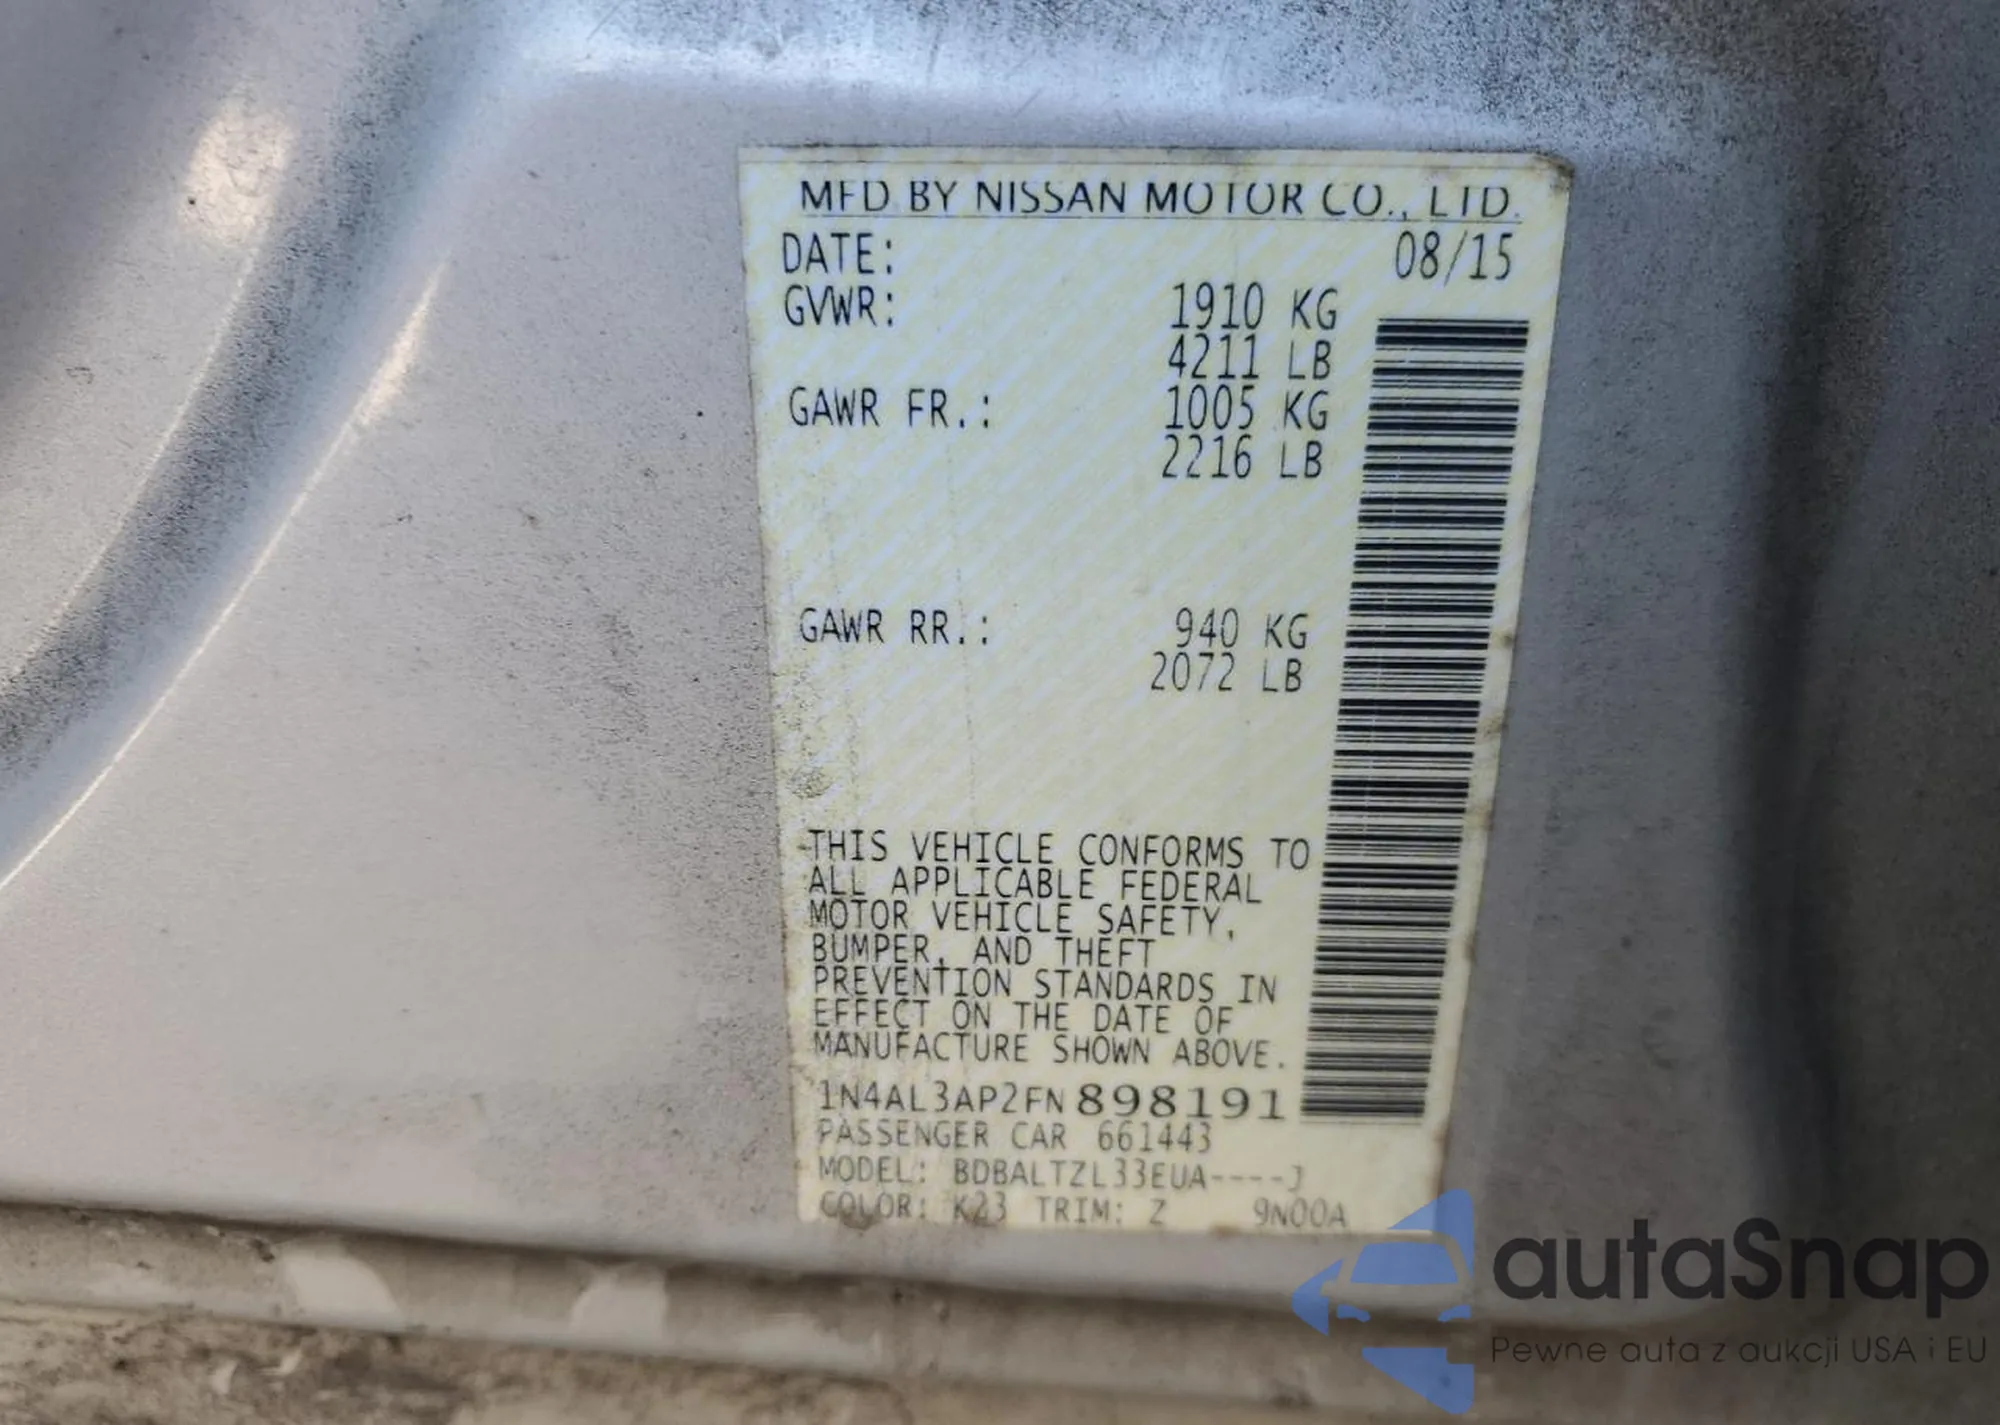 MFD BY NISSAN MOTOR CO., LTD.
DATE: 08/15
GVWR: 1910 KG
4211 LB
GAWR FR.: 1005 KG
2216 LB
GAWR RR.: 940 KG
2072 LB
THIS VEHICLE CONFORMS TO
ALL APPLICABLE FEDERAL
MOTOR VEHICLE SAFETY,
BUMPER, AND THEFT
PREVENTION STANDARDS IN
EFFECT ON THE DATE OF
MANUFACTURE SHOWN ABOVE.
1N4AL3AP2FN898191
PASSENGER CAR 661443
MODEL: BDBALTZL33EUA----J
COLOR: K23 TRIM: Z 9N00A
autaSnap
Pewne auta z aukcji USA i EU